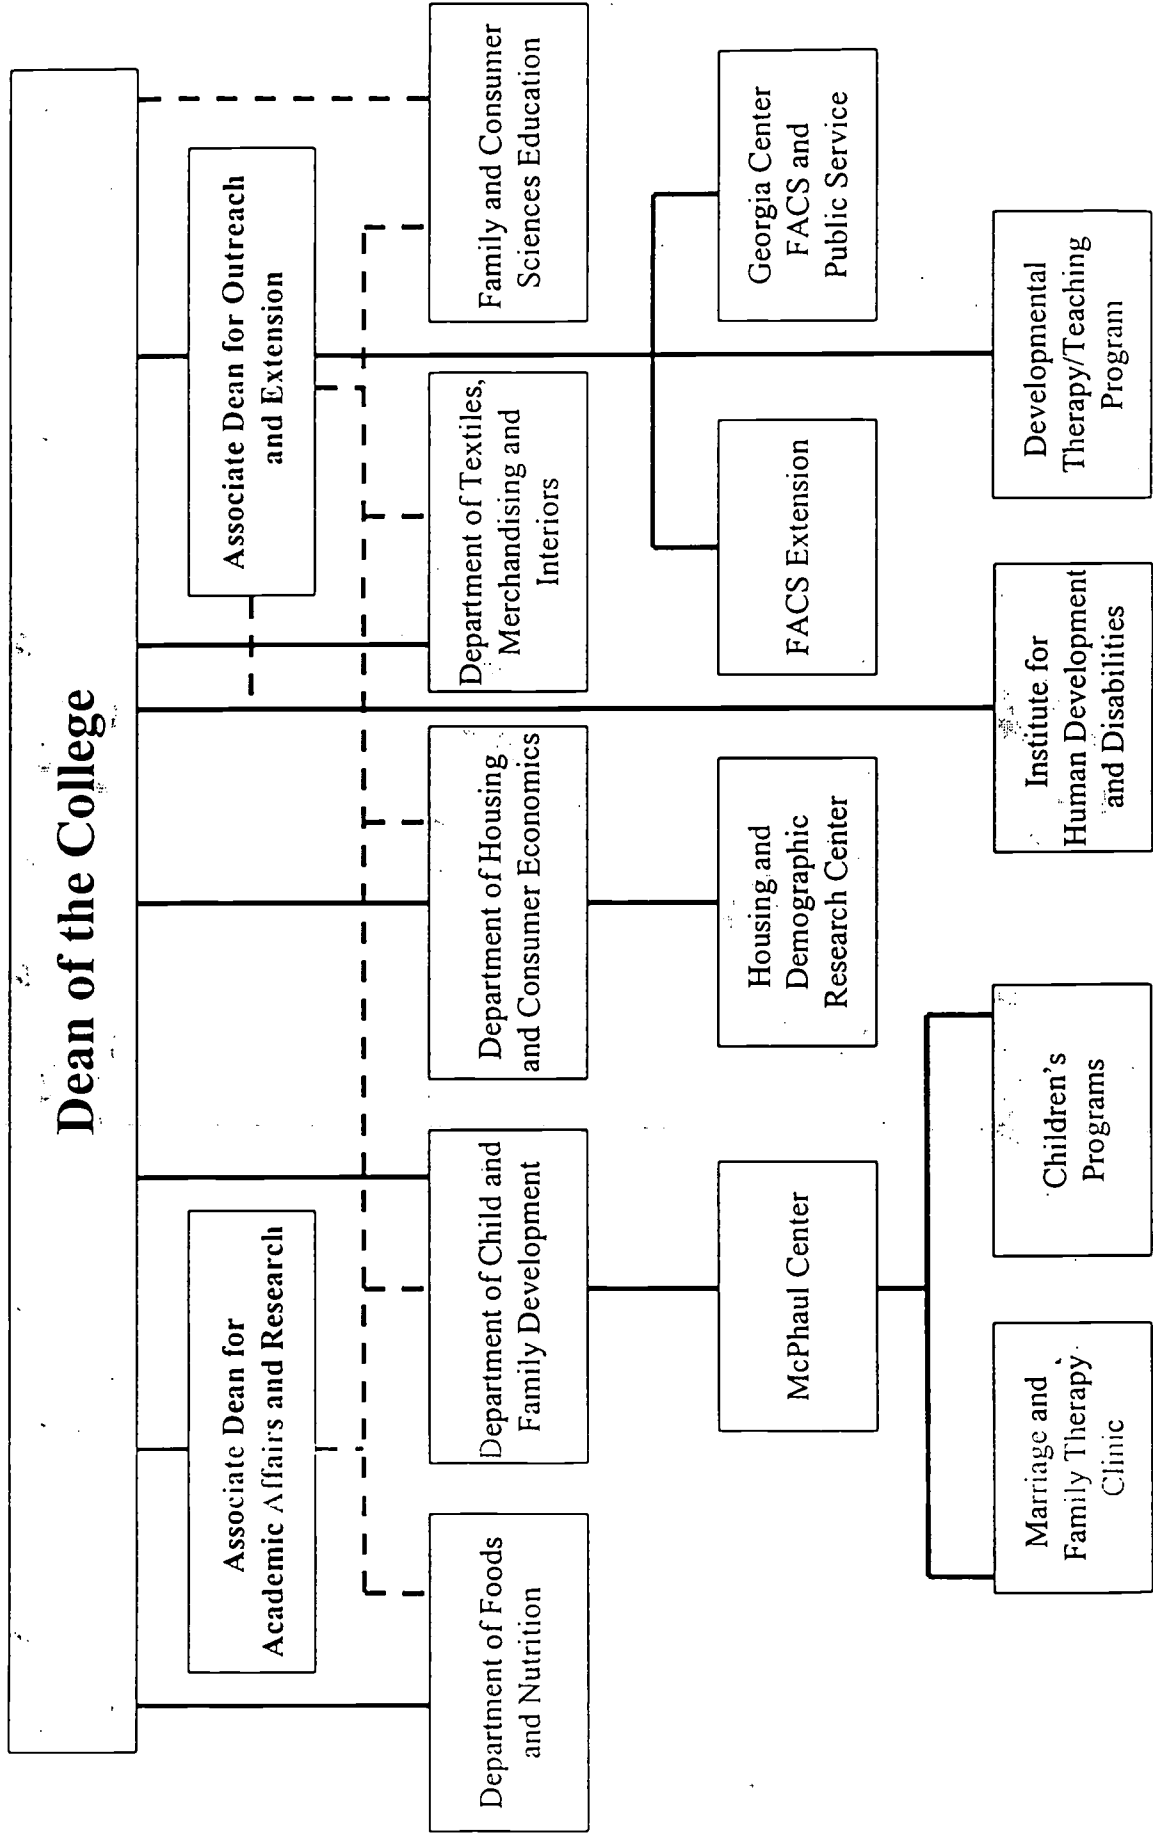 Dean of the College
Associate Dean for
Academic Affairs and Research
Associate Dean for Outreach
and Extension
Department of Foods
and Nutrition
Department of Child and
Family Development
Department of Housing
and Consumer Economics
Department of Textiles,
Merchandising and
Interiors
Family and Consumer
Sciences Education
McPhaul Center
Housing and
Demographic
Research Center
FACS Extension
Georgia Center
FACS and
Public Service
Marriage and
Family Therapy
Clinic
Children's
Programs
Institute for
Human Development
and Disabilities
Developmental
Therapy/Teaching
Program